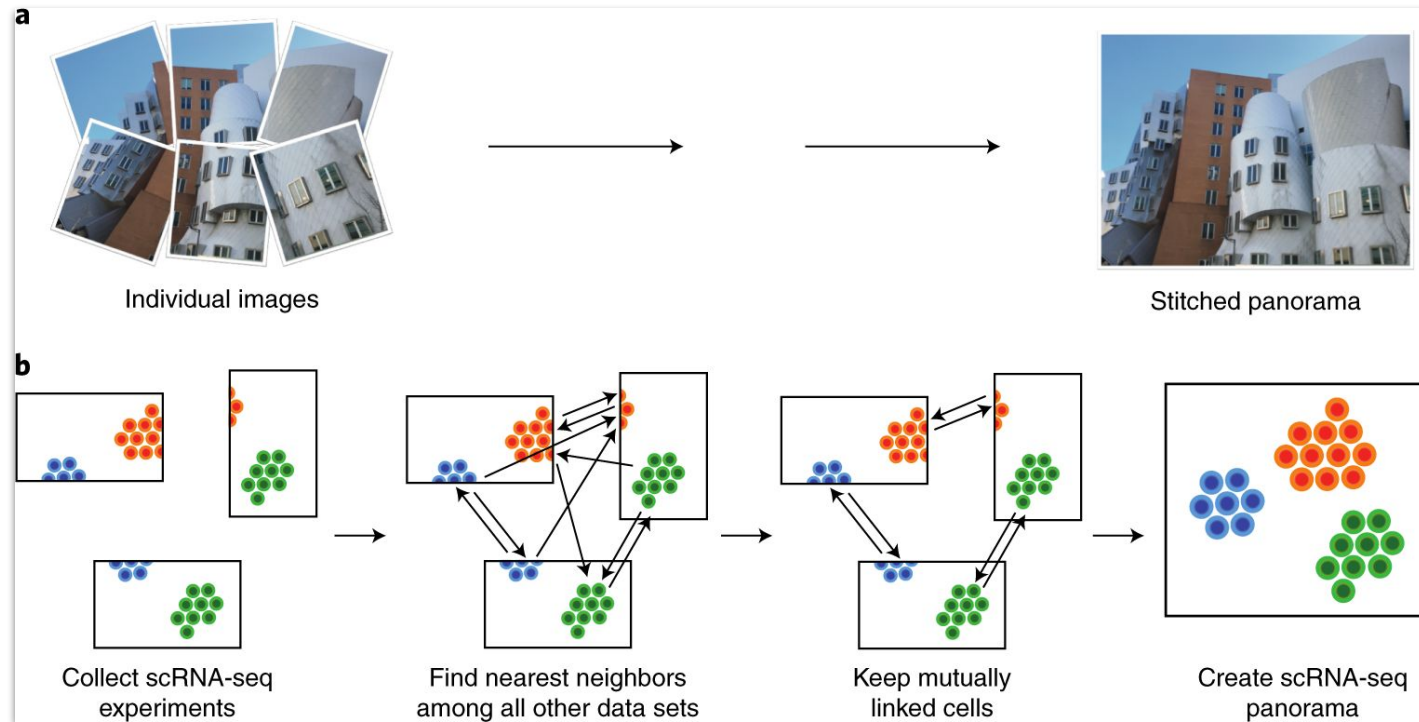 a
Individual images
Stitched panorama
b
Collect scRNA-seq
experiments
Find nearest neighbors
among all other data sets
Keep mutually
linked cells
Create scRNA-seq
panorama